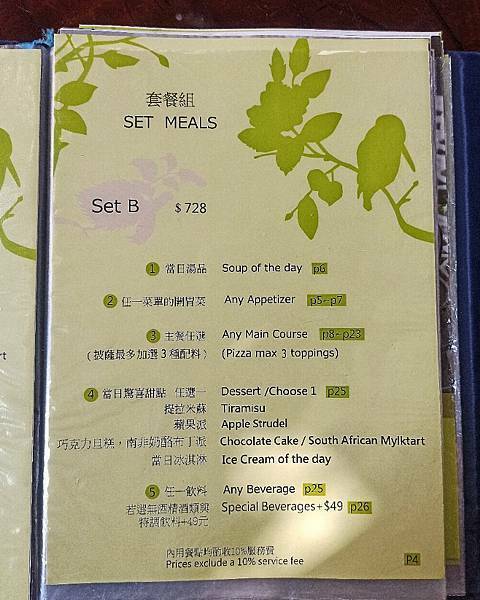 套餐組
SET MEALS
Set B $728
1 當日湯品 Soup of the day p6
2 任一菜單的開胃菜 Any Appetizer p5~p7
3 主餐任選 Any Main Course p8~p23
(披薩最多加選3種配料) (Pizza max 3 toppings)
4 當日驚喜甜點 任選一 Dessert /Choose 1 p25
提拉米蘇 Tiramisu
蘋果派 Apple Strudel
巧克力蛋糕，南非奶酪布丁派 Chocolate Cake / South African Mylktart
當日冰淇淋 Ice Cream of the day
5 任一飲料 Any Beverage p25
若選無酒精酒類與 Special Beverages+$49 p26
特調飲料+49元
內用餐點均酌收10%服務費
Prices exclude a 10% service fee
P4